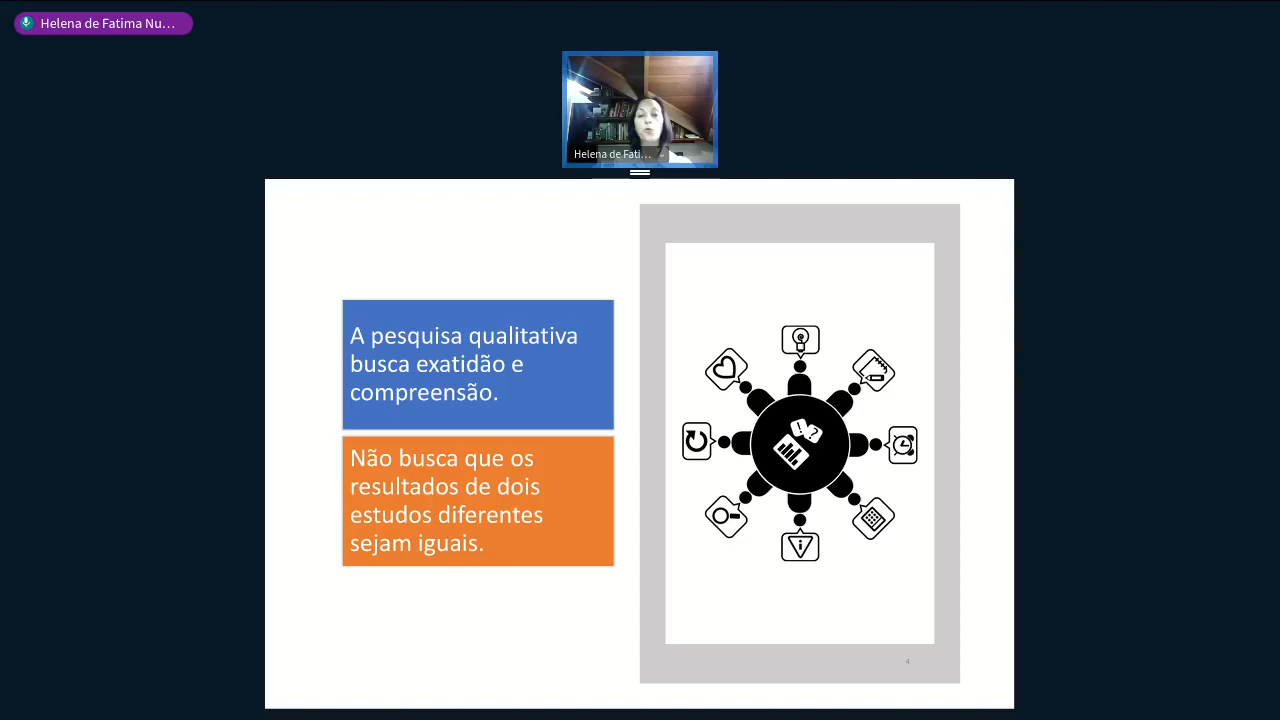 Helena de Fatima Nu...
Helena de Fati...
A pesquisa qualitativa
busca exatidão e
compreensão.
Não busca que os
resultados de dois
estudos diferentes
sejam iguais.
! ?
i
4